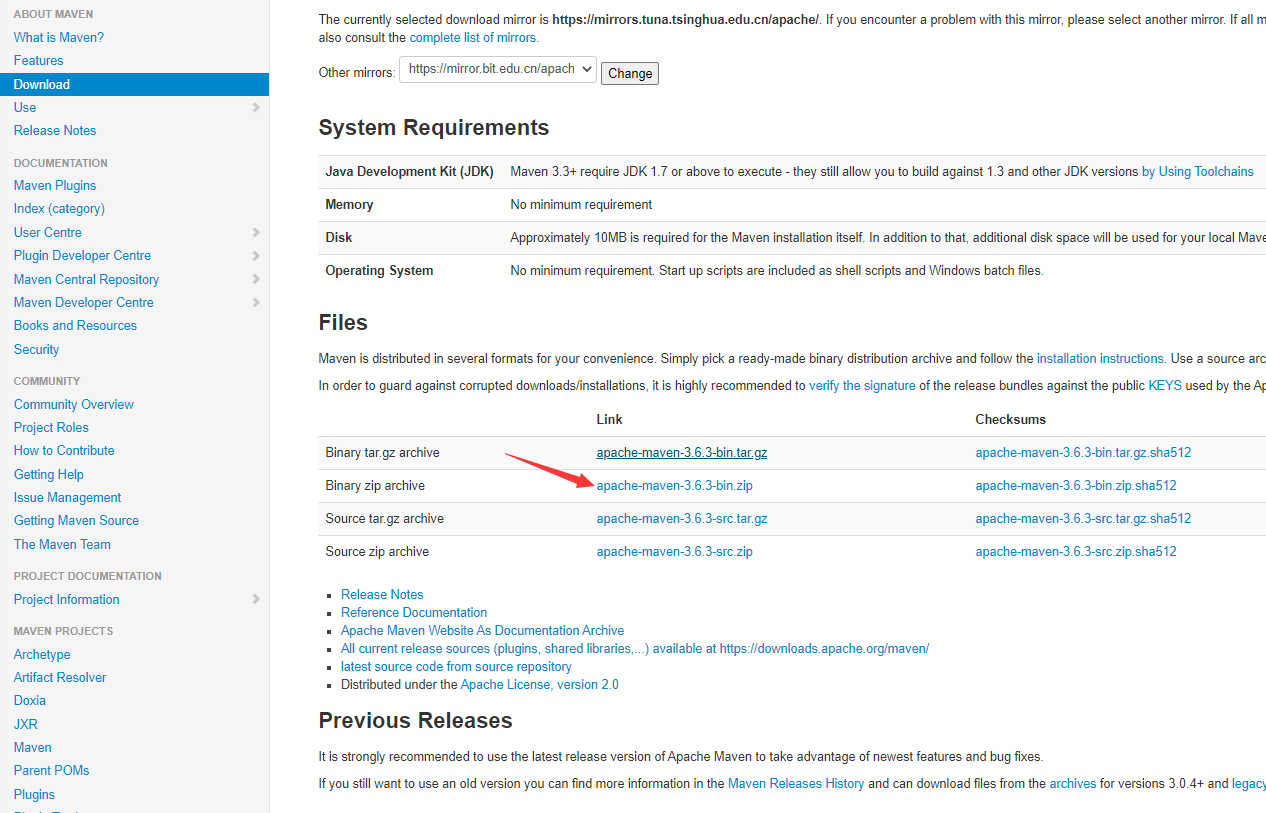 ABOUT MAVEN
What is Maven?
Features
Download
Use
Release Notes
DOCUMENTATION
Maven Plugins
Index (category)
User Centre
Plugin Developer Centre
Maven Central Repository
Maven Developer Centre
Books and Resources
Security
COMMUNITY
Community Overview
Project Roles
How to Contribute
Getting Help
Issue Management
Getting Maven Source
The Maven Team
PROJECT DOCUMENTATION
Project Information
MAVEN PROJECTS
Archetype
Artifact Resolver
Doxia
JXR
Maven
Parent POMs
Plugins
The currently selected download mirror is https://mirrors.tuna.tsinghua.edu.cn/apache/. If you encounter a problem with this mirror, please select another mirror. If all
also consult the complete list of mirrors.
Other mirrors: https://mirror.bit.edu.cn/apach Change
System Requirements
Java Development Kit (JDK) Maven 3.3+ require JDK 1.7 or above to execute - they still allow you to build against 1.3 and other JDK versions by Using Toolchains
Memory No minimum requirement
Disk Approximately 10MB is required for the Maven installation itself. In addition to that, additional disk space will be used for your local Mave
Operating System No minimum requirement. Start up scripts are included as shell scripts and Windows batch files.
Files
Maven is distributed in several formats for your convenience. Simply pick a ready-made binary distribution archive and follow the installation instructions. Use a source arc
In order to guard against corrupted downloads/installations, it is highly recommended to verify the signature of the release bundles against the public KEYS used by the Ap
Link Checksums
Binary tar.gz archive apache-maven-3.6.3-bin.tar.gz apache-maven-3.6.3-bin.tar.gz.sha512
Binary zip archive apache-maven-3.6.3-bin.zip apache-maven-3.6.3-bin.zip.sha512
Source tar.gz archive apache-maven-3.6.3-src.tar.gz apache-maven-3.6.3-src.tar.gz.sha512
Source zip archive apache-maven-3.6.3-src.zip apache-maven-3.6.3-src.zip.sha512
Release Notes
Reference Documentation
Apache Maven Website As Documentation Archive
All current release sources (plugins, shared libraries,...) available at https://downloads.apache.org/maven/
latest source code from source repository
Distributed under the Apache License, version 2.0
Previous Releases
It is strongly recommended to use the latest release version of Apache Maven to take advantage of newest features and bug fixes.
If you still want to use an old version you can find more information in the Maven Releases History and can download files from the archives for versions 3.0.4+ and legacy